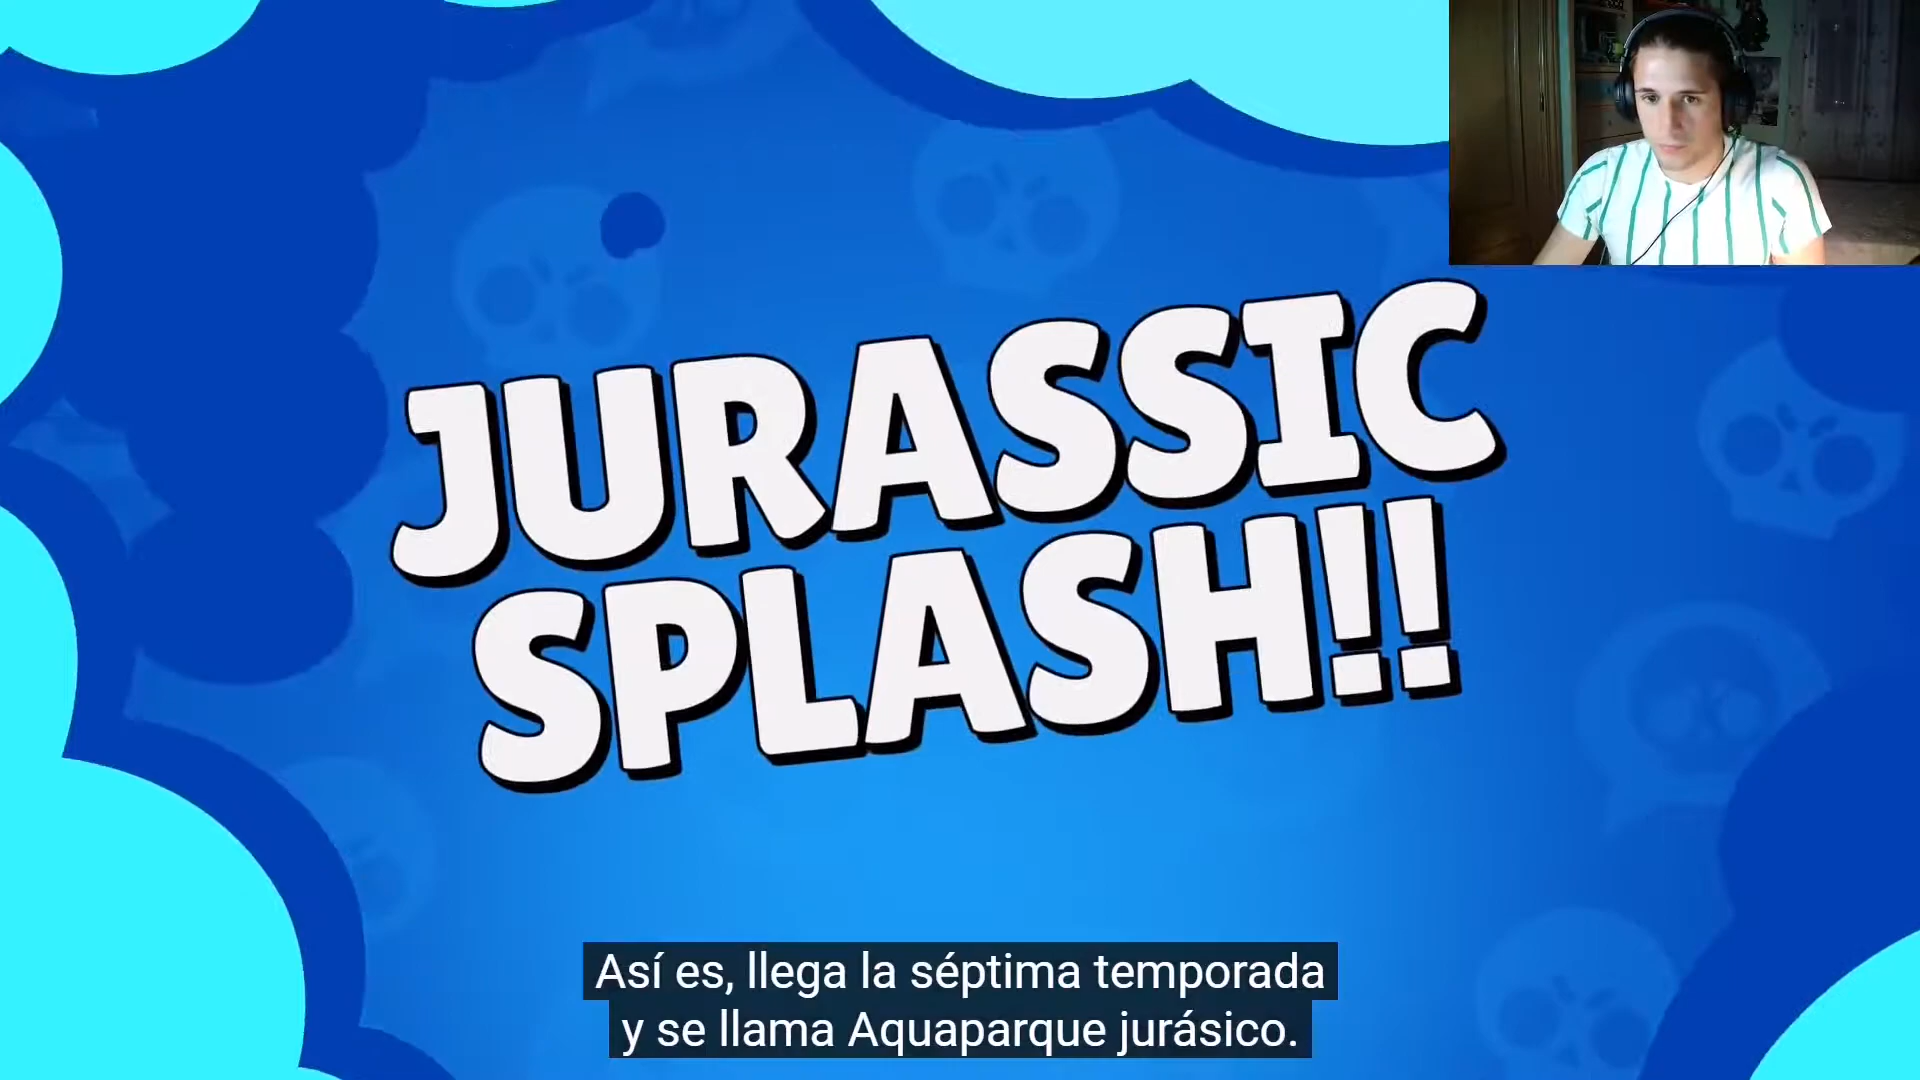 JURASSIC
SPLASH!!
Así es, llega la séptima temporada
y se llama Aquaparque jurásico.